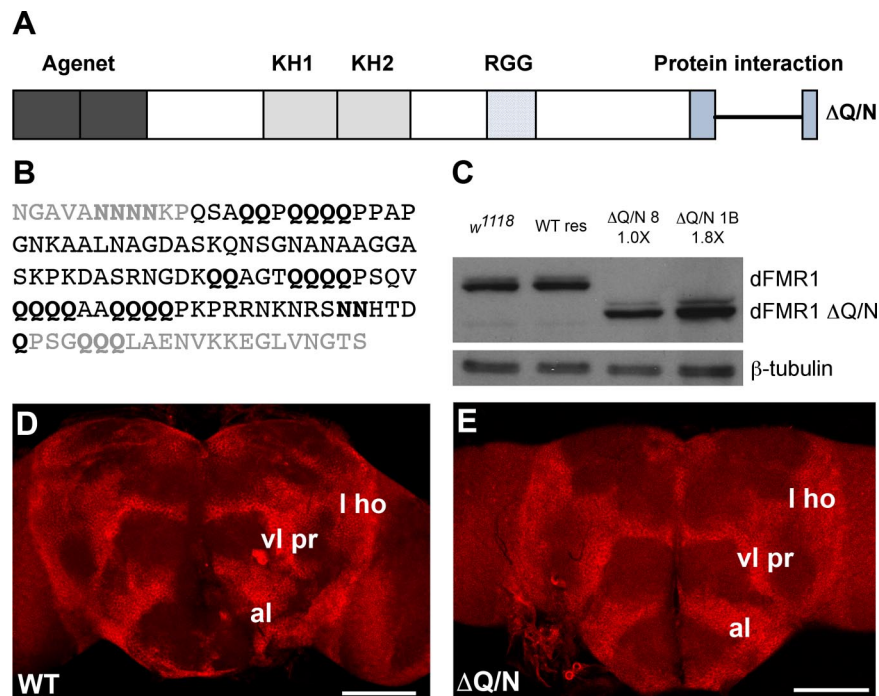 A
Agenet KH1 KH2 RGG Protein interaction
ΔQ/N
B
NGAVANNNNKPQSAQQPQQQQPPAP
GNKAALNAGDASKQNSGNANAAGGA
SKPKDASRNGDKQQAGTQQQQPSQV
QQQQAAQQQQPKPRRNKNRSNNHTD
QPSGQQQLAENVKKEGLVNGTS
C
w1118 WT res ΔQ/N 8 ΔQ/N 1B
1.0X 1.8X
dFMR1
dFMR1 ΔQ/N
β-tubulin
D
l ho
vl pr
al
WT
E
l ho
vl pr
al
ΔQ/N